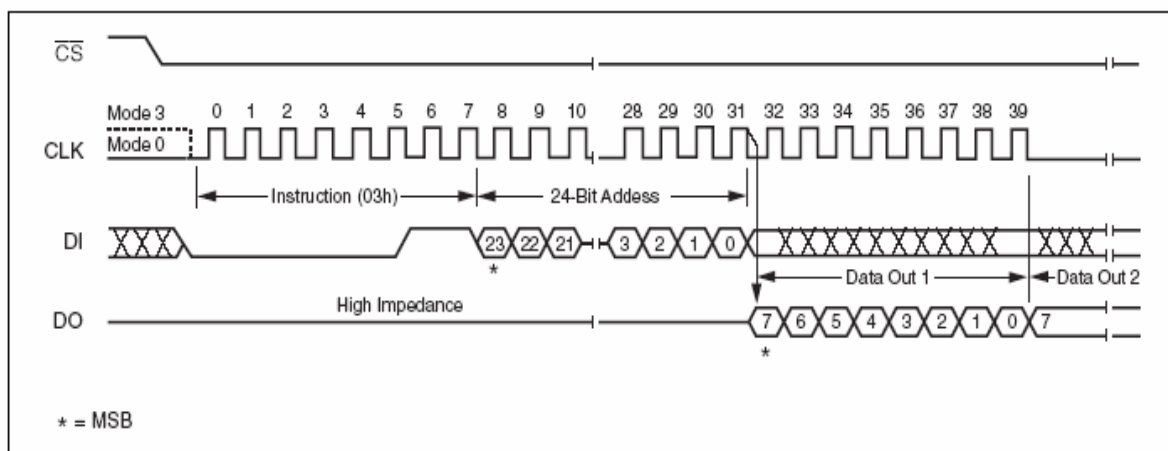 CS
Mode 3
0 1 2 3 4 5 6 7 8 9 10 28 29 30 31 32 33 34 35 36 37 38 39
CLK
Mode 0
Instruction (03h)
24-Bit Addess
DI
23 22 21 3 2 1 0
*
Data Out 1
Data Out 2
High Impedance
DO
7 6 5 4 3 2 1 0 7
*
* = MSB